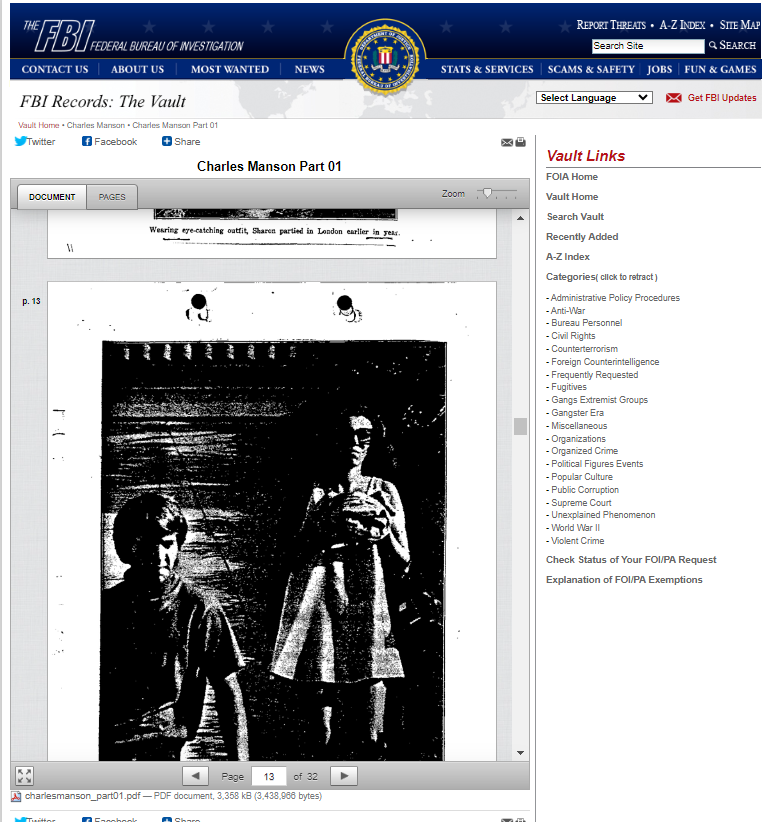 THE FBI FEDERAL BUREAU OF INVESTIGATION
REPORT THREATS • A-Z INDEX • SITE MAP
Search Site SEARCH
CONTACT US ABOUT US MOST WANTED NEWS STATS & SERVICES SCAMS & SAFETY JOBS FUN & GAMES
FBI Records: The Vault
Select Language Get FBI Updates
Vault Home • Charles Manson • Charles Manson Part 01
Twitter Facebook Share
Charles Manson Part 01
DOCUMENT PAGES Zoom
Wearing eye-catching outfit, Sharon partied in London earlier in year.
p. 13
Page 13 of 32
charlesmanson_part01.pdf — PDF document, 3,358 kB (3,438,966 bytes)
Twitter Facebook Share
Vault Links
FOIA Home
Vault Home
Search Vault
Recently Added
A-Z Index
Categories( click to retract )
- Administrative Policy Procedures
- Anti-War
- Bureau Personnel
- Civil Rights
- Counterterrorism
- Foreign Counterintelligence
- Frequently Requested
- Fugitives
- Gangs Extremist Groups
- Gangster Era
- Miscellaneous
- Organizations
- Organized Crime
- Political Figures Events
- Popular Culture
- Public Corruption
- Supreme Court
- Unexplained Phenomenon
- World War II
- Violent Crime
Check Status of Your FOI/PA Request
Explanation of FOI/PA Exemptions